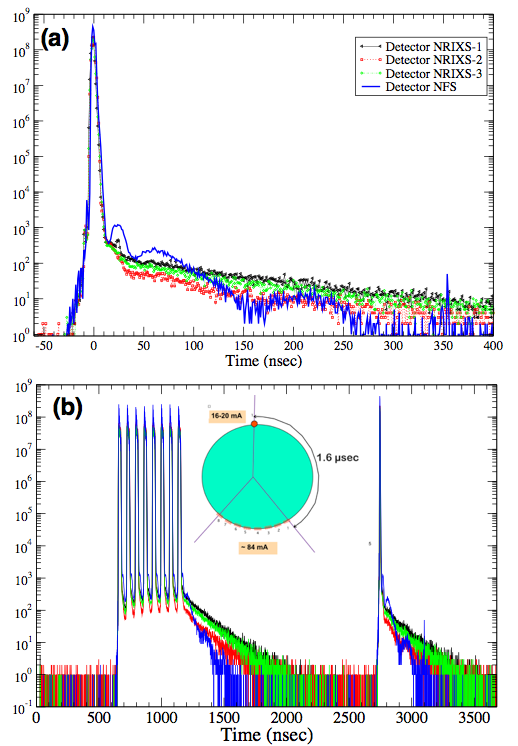 (a)
Detector NRIXS-1
Detector NRIXS-2
Detector NRIXS-3
Detector NFS
10⁹
10⁸
10⁷
10⁶
10⁵
10⁴
10³
10²
10¹
10⁰
-50 0 50 100 150 200 250 300 350 400
Time (nsec)
(b)
16-20 mA
1.6 μsec
~ 84 mA
10⁹
10⁸
10⁷
10⁶
10⁵
10⁴
10³
10²
10¹
10⁰
10⁻¹
0 500 1000 1500 2000 2500 3000 3500
Time (nsec)